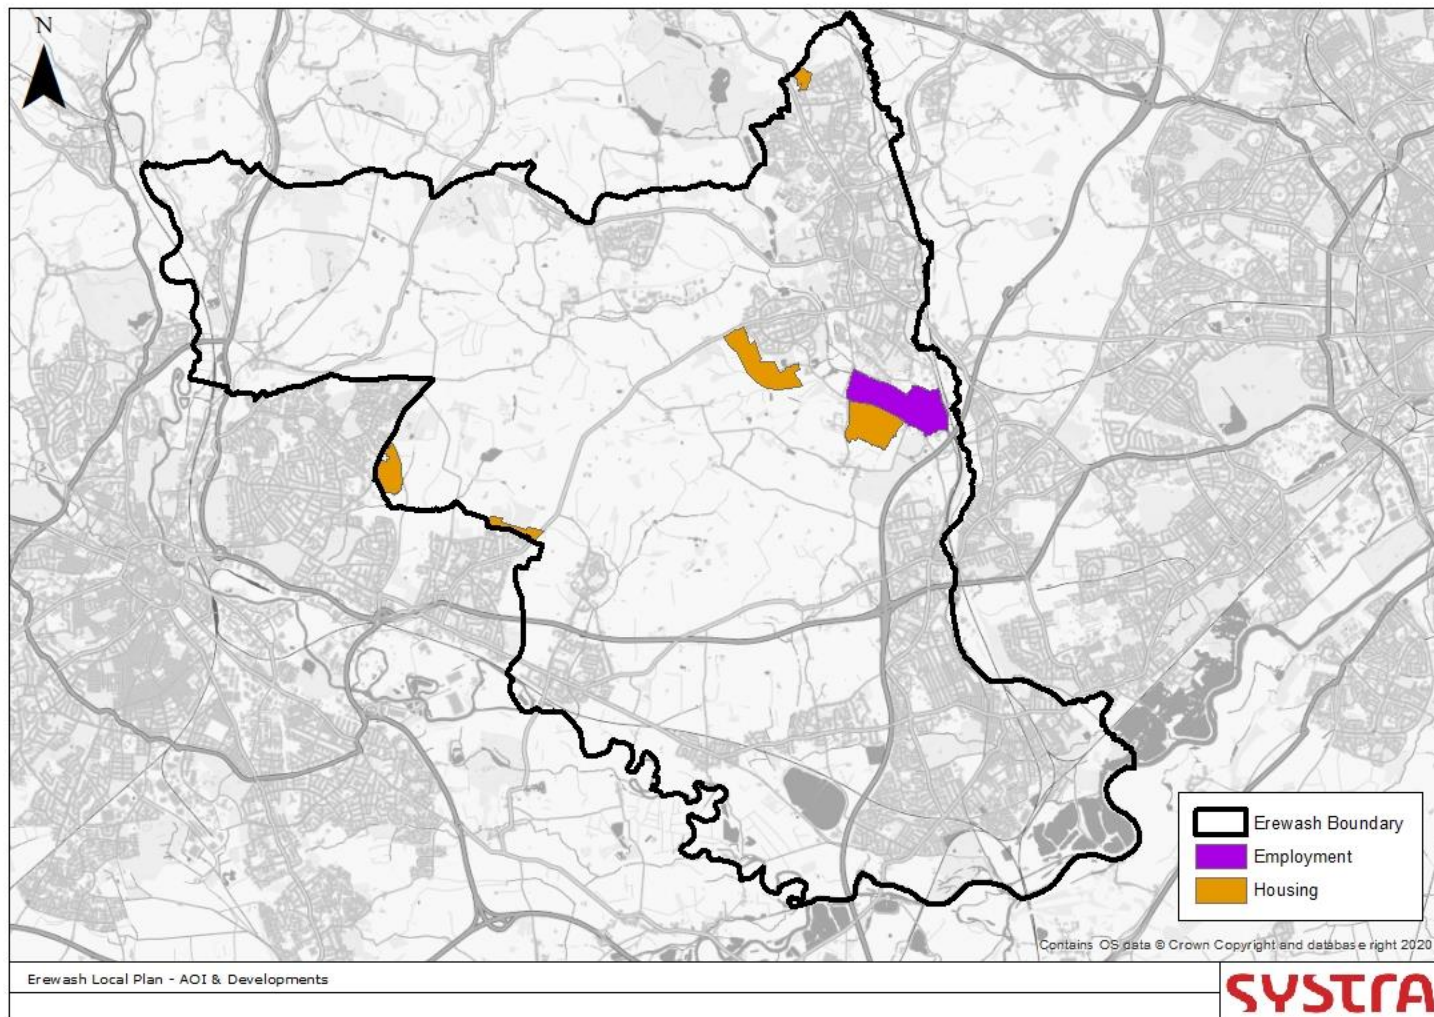 N
Erewash Boundary
Employment
Housing
Contains OS data © Crown Copyright and database right 2020
Erewash Local Plan - AOI & Developments
SYSTRA